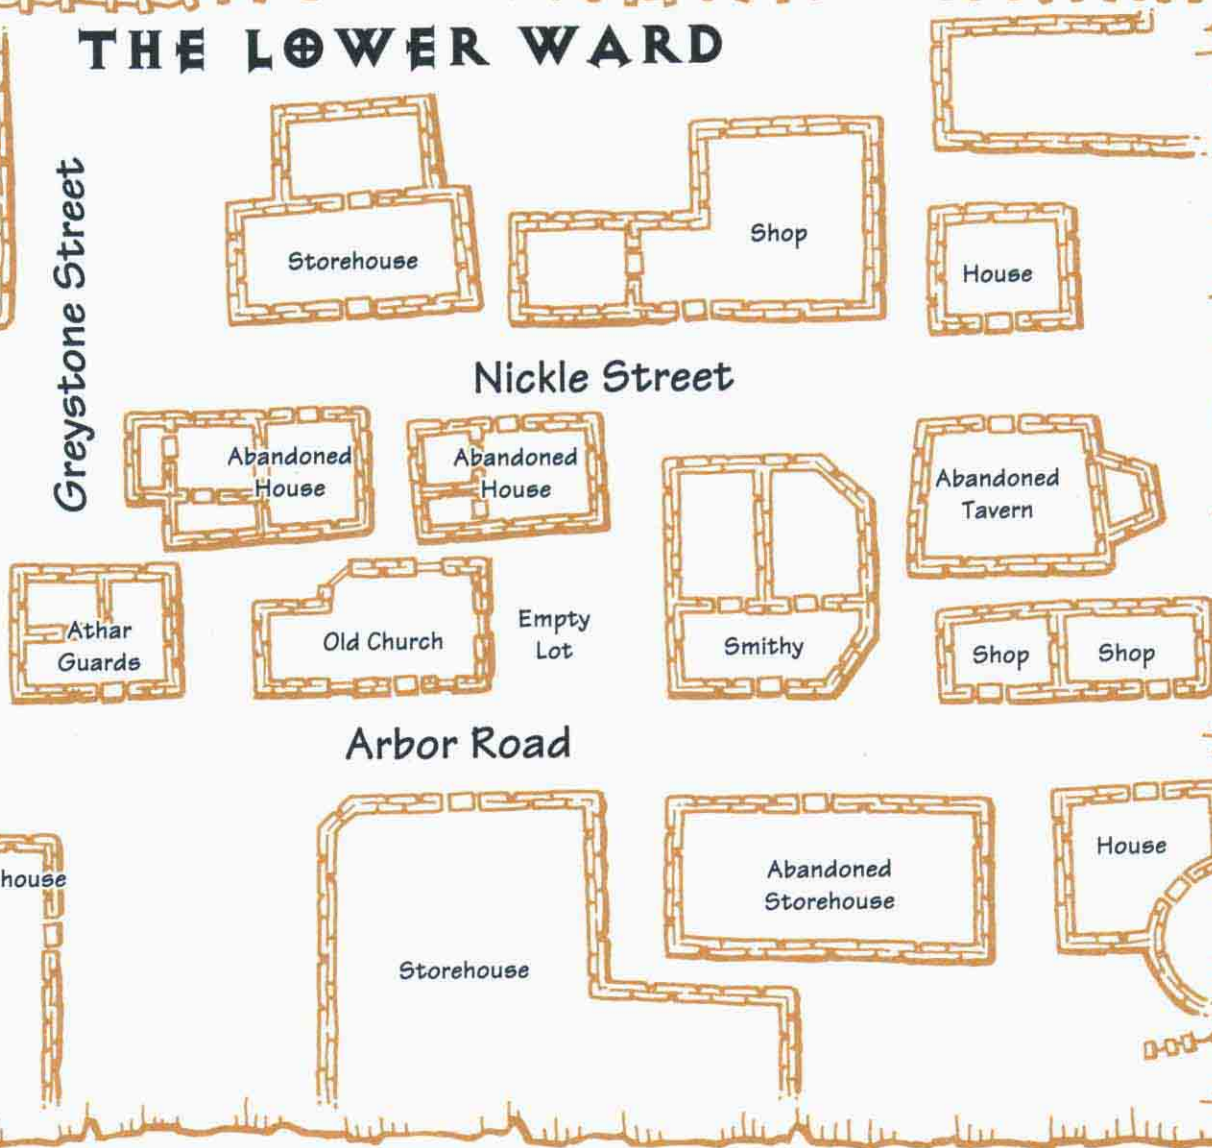 THE LOWER WARD
Greystone Street
Storehouse
Shop
House
Nickle Street
Abandoned
House
Abandoned
House
Abandoned
Tavern
Athar
Guards
Old Church
Empty
Lot
Smithy
Shop
Shop
Arbor Road
house
Storehouse
Abandoned
Storehouse
House